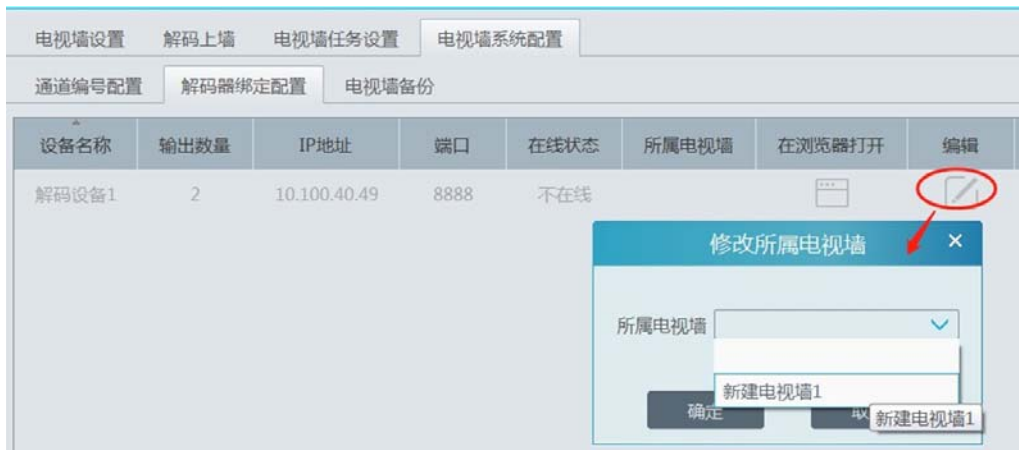 电视墙设置 解码上墙 电视墙任务设置 电视墙系统配置
通道编号配置 解码器绑定配置 电视墙备份
设备名称 输出数量 IP地址 端口 在线状态 所属电视墙 在浏览器打开 编辑
解码设备1 2 10.100.40.49 8888 不在线
修改所属电视墙
所属电视墙
新建电视墙1
确定 取
新建电视墙1